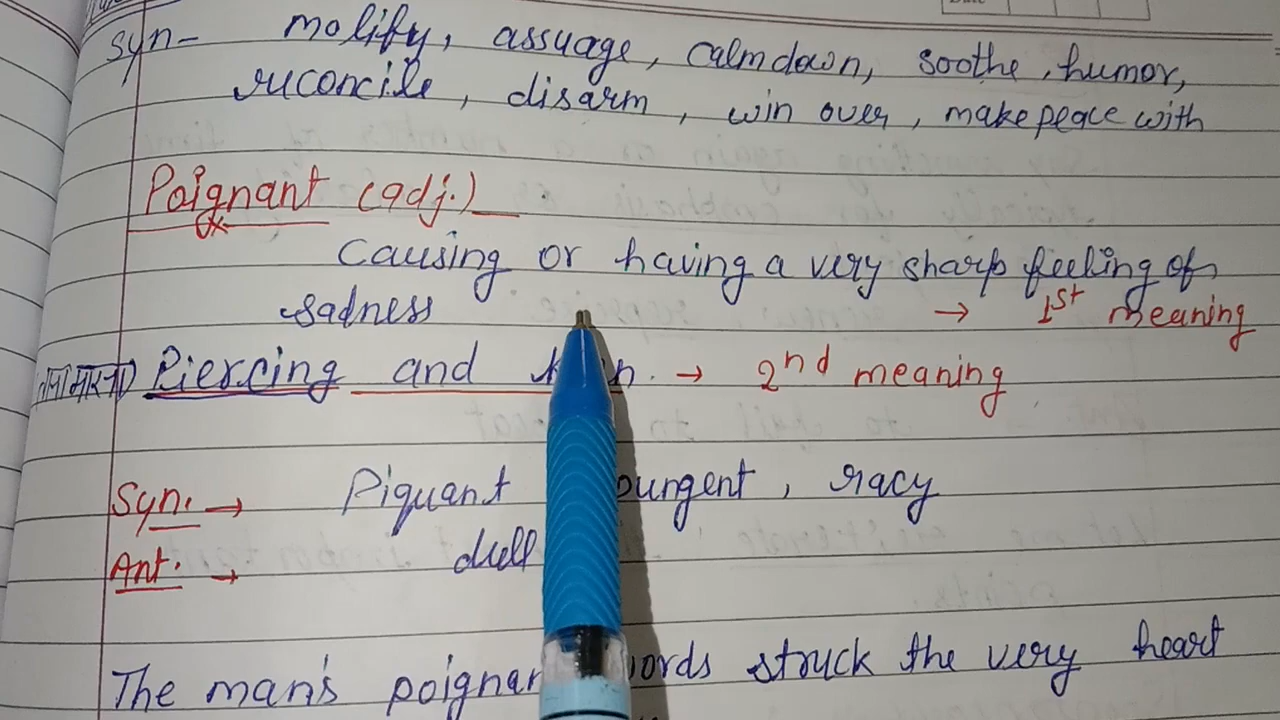 Syn- molify, assuage, calmdown, soothe, humor,
reconcile, disarm, win over, make peace with
Poignant (adj.)
Causing or having a very sharp feeling of
sadness → 1st meaning
Piercing and → 2nd meaning
Syn. → Piquant pungent, racy
Ant. → dull
The man's poignan words struck the very heart